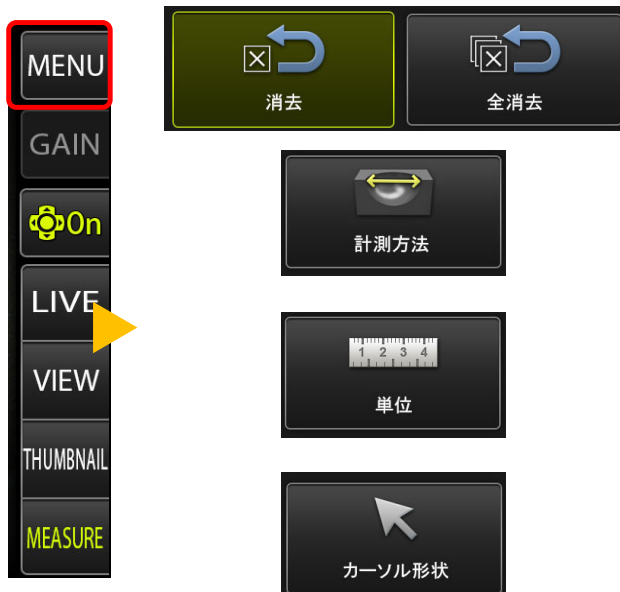 MENU
GAIN
On
LIVE
VIEW
THUMBNAIL
MEASURE
消去
全消去
計測方法
1 2 3 4
単位
カーソル形状